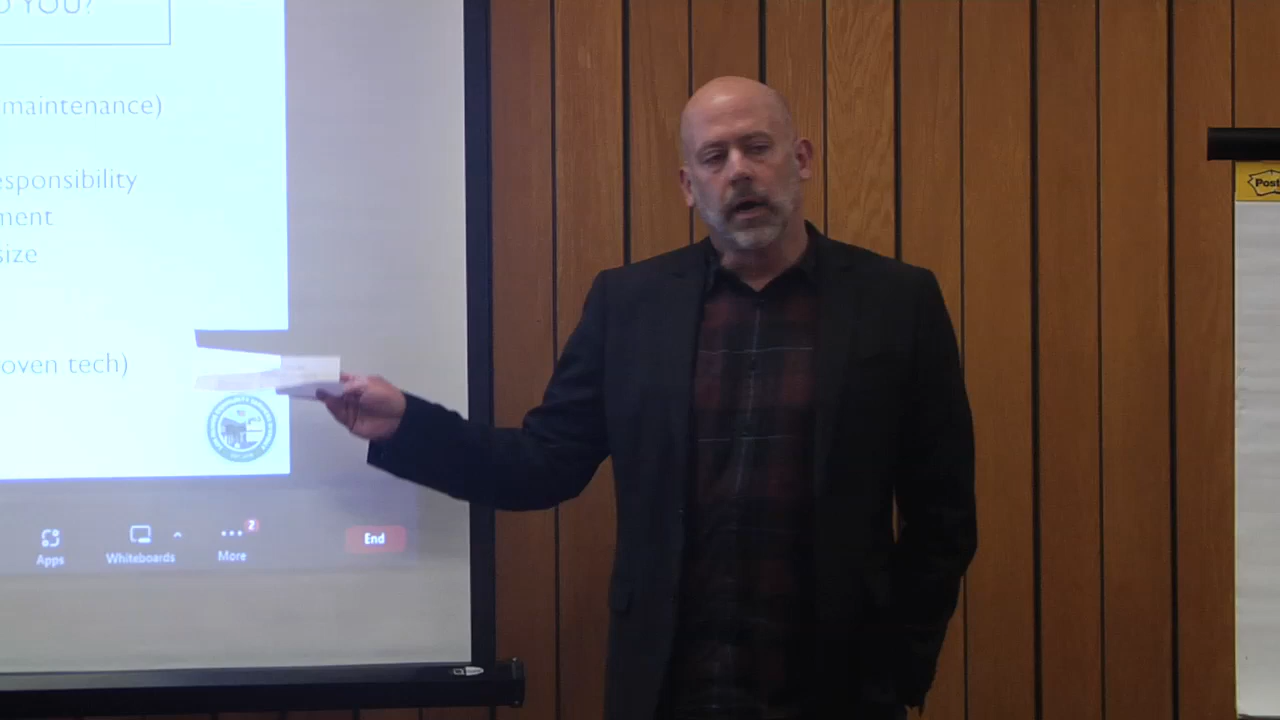 YOU?
maintenance)
esponsibility
ment
size
oven tech)
Apps
Whiteboards
More
2
End
Post